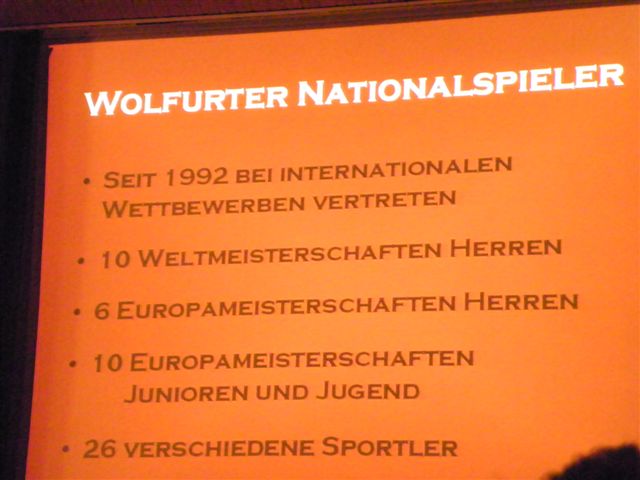 WOLFURTER NATIONALSPIELER
• SEIT 1992 BEI INTERNATIONALEN
WETTBEWERBEN VERTRETEN
• 10 WELTMEISTERSCHAFTEN HERREN
• 6 EUROPAMEISTERSCHAFTEN HERREN
• 10 EUROPAMEISTERSCHAFTEN
JUNIOREN UND JUGEND
• 26 VERSCHIEDENE SPORTLER